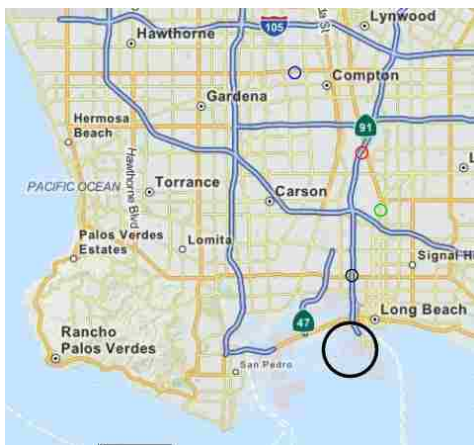 Lynwood
105
Hawthorne
Compton
Gardena
91
Hermosa
Beach
Hawthorne Blvd
PACIFIC OCEAN
Torrance
Carson
Palos Verdes
Estates
Lomita
Signal Hi
47
Long Beach
Rancho
Palos Verdes
San Pedro